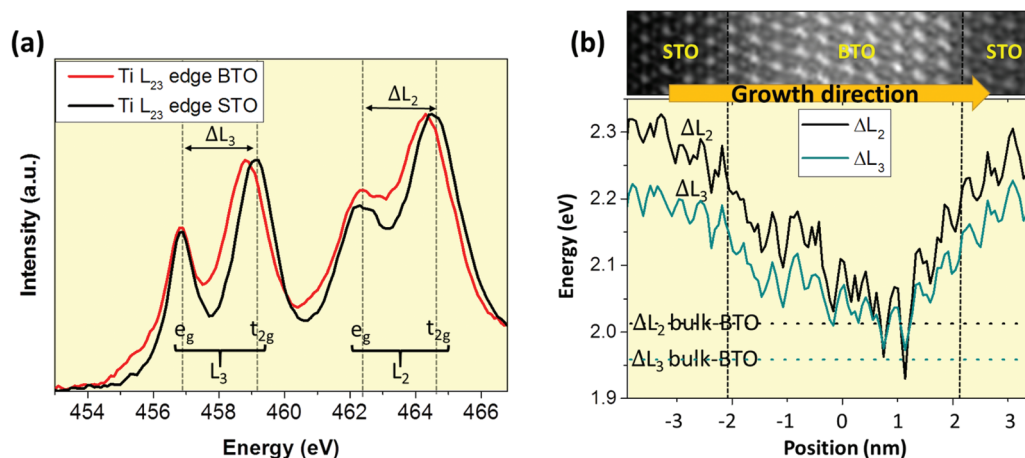 (a)
Ti L23 edge BTO
Ti L23 edge STO
ΔL3
ΔL2
eg
t2g
eg
t2g
L3
L2
Intensity (a.u.)
454 456 458 460 462 464 466
Energy (eV)
(b)
STO
BTO
STO
Growth direction
ΔL2
ΔL3
ΔL2
ΔL3
ΔL2 bulk-BTO
ΔL3 bulk-BTO
2.3
2.2
2.1
2.0
1.9
Energy (eV)
-3 -2 -1 0 1 2 3
Position (nm)